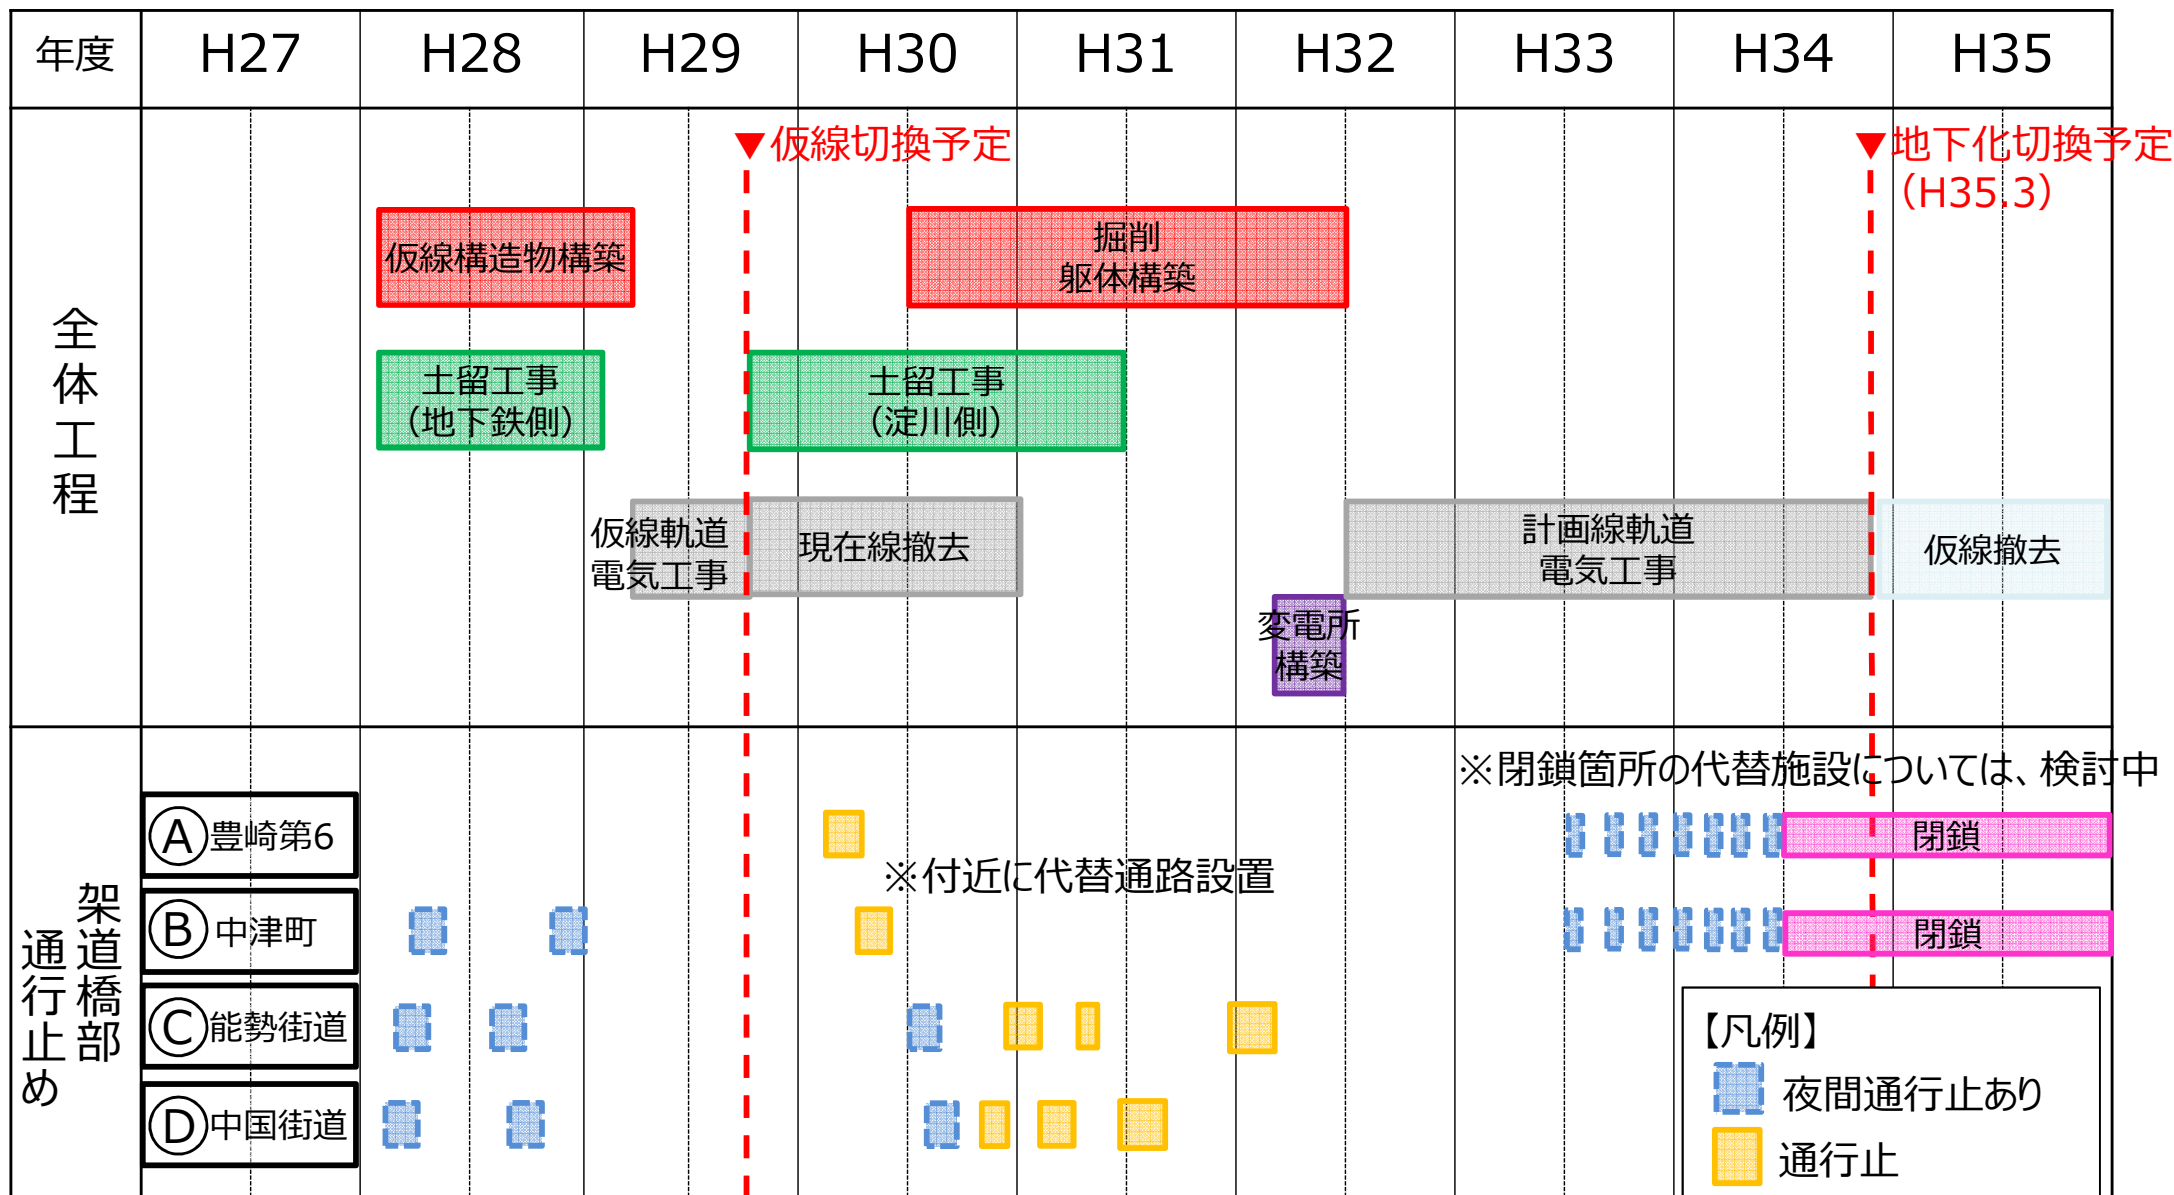 年度 H27 H28 H29 H30 H31 H32 H33 H34 H35
全体工程
仮線切換予定
地下化切換予定
（H35.3）
仮線構造物構築
掘削
躯体構築
土留工事
（地下鉄側）
土留工事
（淀川側）
仮線軌道
電気工事
現在線撤去
計画線軌道
電気工事
仮線撤去
変電所
構築
架道橋部
通行止め
※閉鎖箇所の代替施設については、検討中
Ⓐ豊崎第6
閉鎖
※付近に代替通路設置
Ⓑ中津町
閉鎖
Ⓒ能勢街道
Ⓓ中国街道
【凡例】
夜間通行止あり
通行止